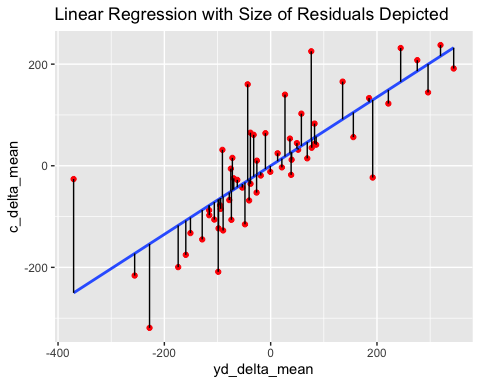 Linear Regression with Size of Residuals Depicted
200
0
-200
c_delta_mean
-400
-200
0
200
yd_delta_mean